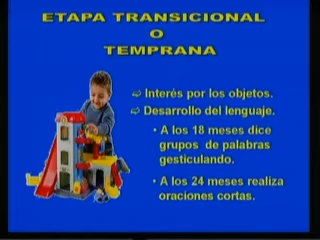 ETAPA TRANSICIONAL
O
TEMPRANA
➪ Interés por los objetos.
➪ Desarrollo del lenguaje.
• A los 18 meses dice
grupos de palabras
gesticulando.
• A los 24 meses realiza
oraciones cortas.